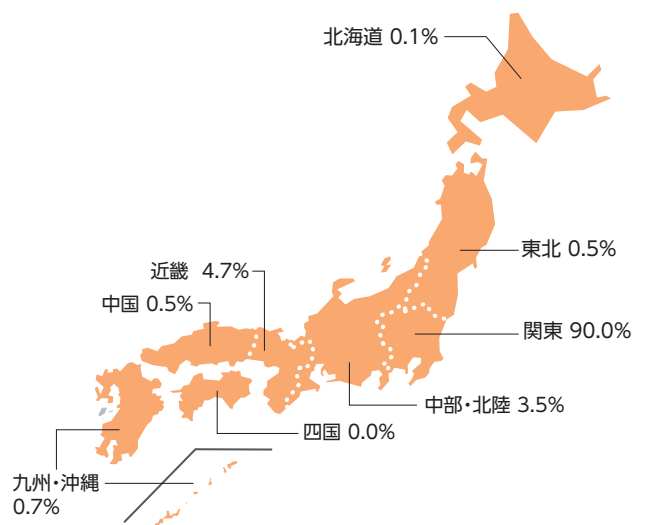 北海道 0.1%
東北 0.5%
近畿 4.7%
中国 0.5%
関東 90.0%
中部・北陸 3.5%
四国 0.0%
九州・沖縄
0.7%